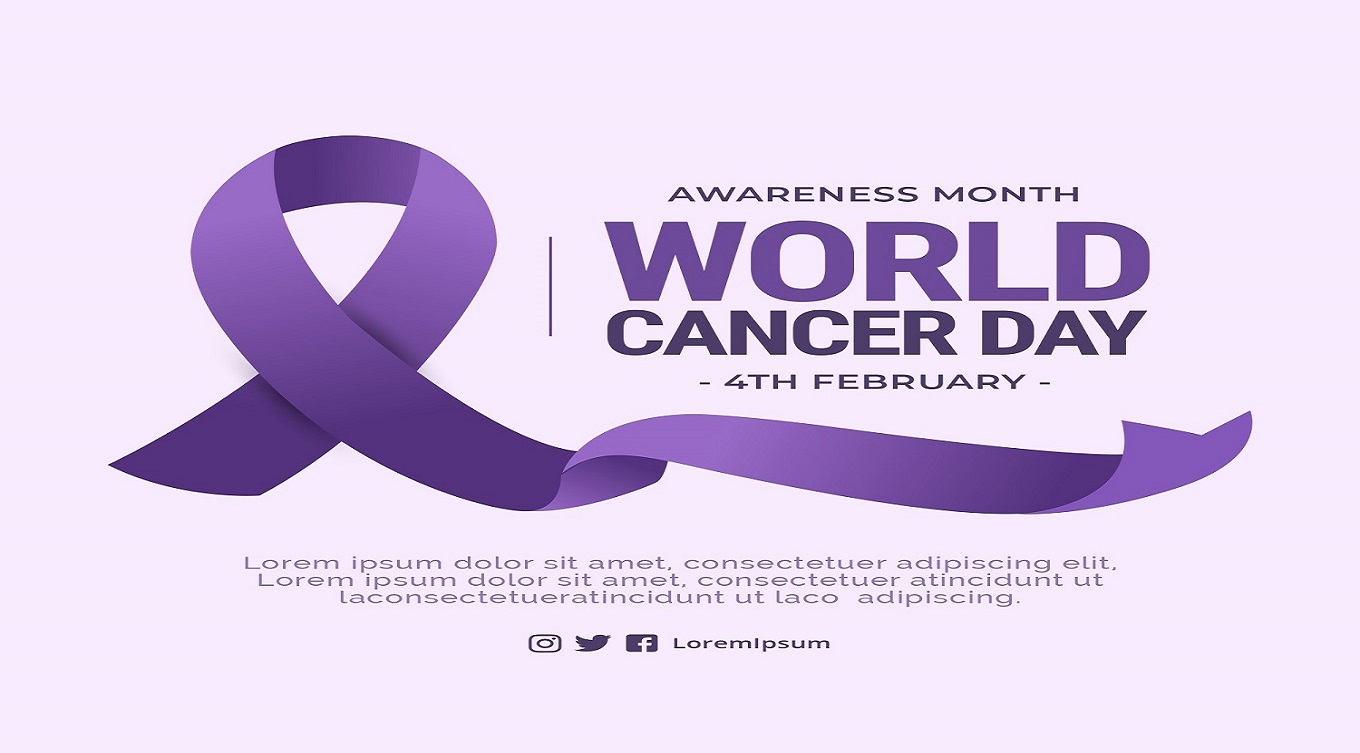 AWARENESS MONTH
WORLD
CANCER DAY
- 4TH FEBRUARY -
Lorem ipsum dolor sit amet, consectetuer adipiscing elit,
Lorem ipsum dolor sit amet, consectetuer atincidunt ut
laconsectetueratincidunt ut laco  adipiscing.
LoremIpsum